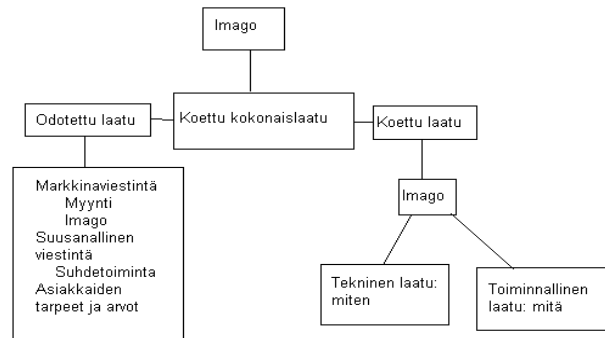 Imago
Odotettu laatu
Koettu kokonaislaatu
Koettu laatu
Markkinaviestintä
Myynti
Imago
Suusanallinen
viestintä
Suhdetoiminta
Asiakkaiden
tarpeet ja arvot
Imago
Tekninen laatu:
miten
Toiminnallinen
laatu: mitä